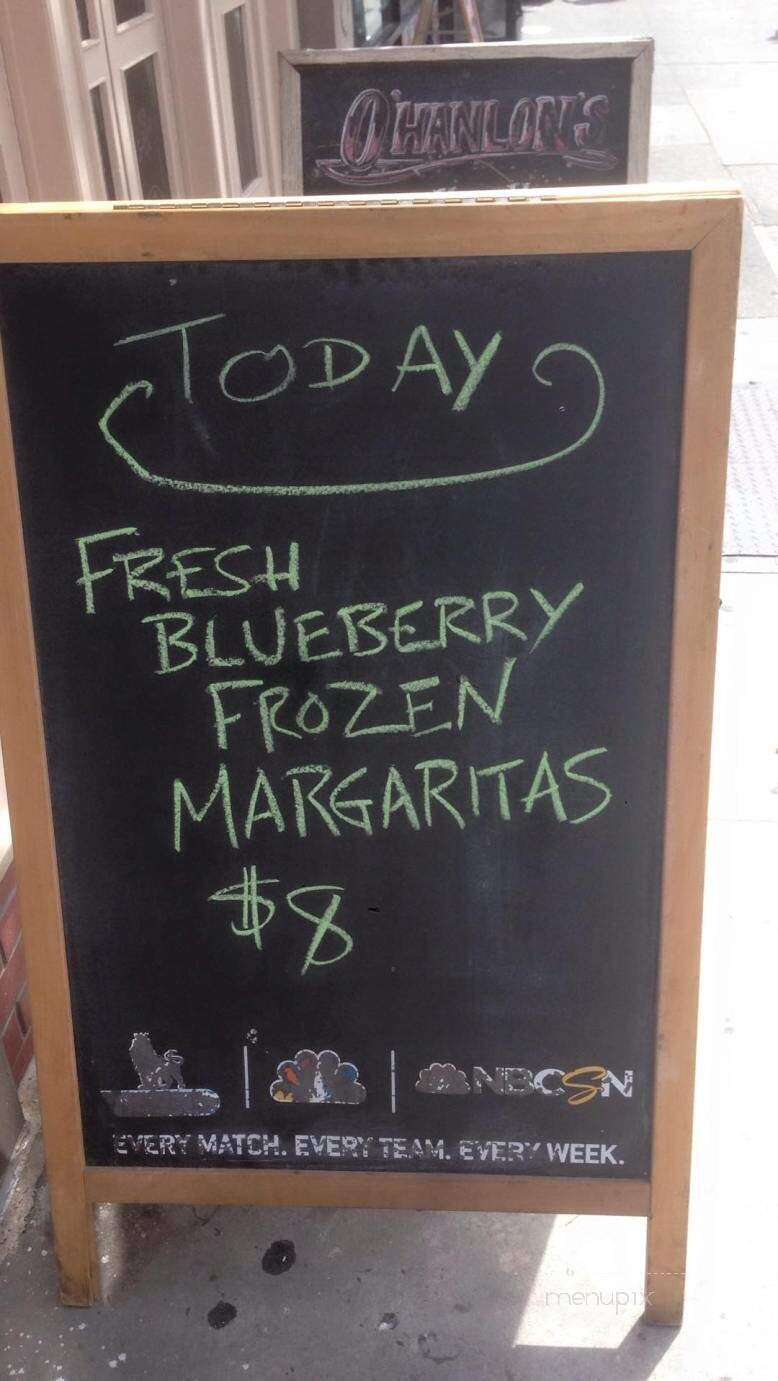 O'HANLON'S
TODAY
FRESH
BLUEBERRY
FROZEN
MARGARITAS
$8
NBCSN
EVERY MATCH. EVERY TEAM. EVERY WEEK.
menupix